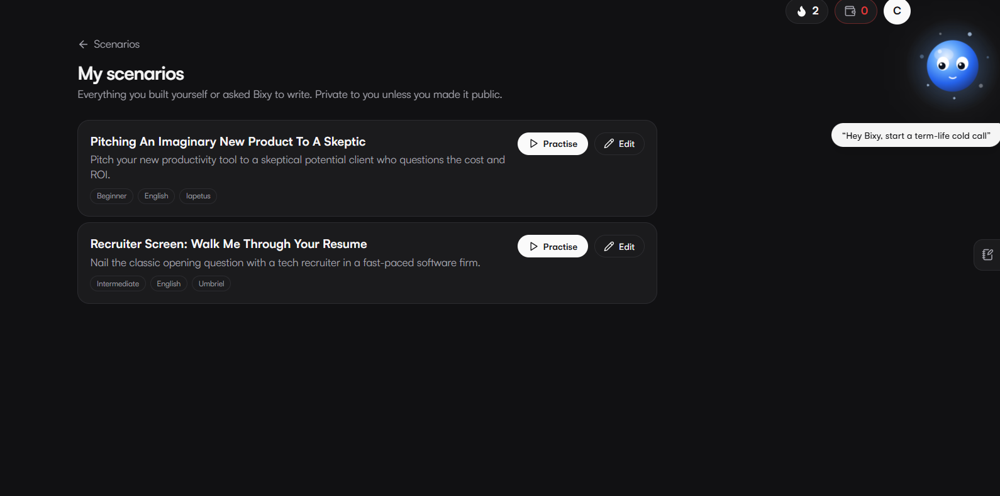 2
0
C
Scenarios
My scenarios
Everything you built yourself or asked Bixy to write. Private to you unless you made it public.
Pitching An Imaginary New Product To A Skeptic
Practise
Edit
Pitch your new productivity tool to a skeptical potential client who questions the cost and
ROI.
Beginner
English
Iapetus
“Hey Bixy, start a term-life cold call”
Recruiter Screen: Walk Me Through Your Resume
Practise
Edit
Nail the classic opening question with a tech recruiter in a fast-paced software firm.
Intermediate
English
Umbriel